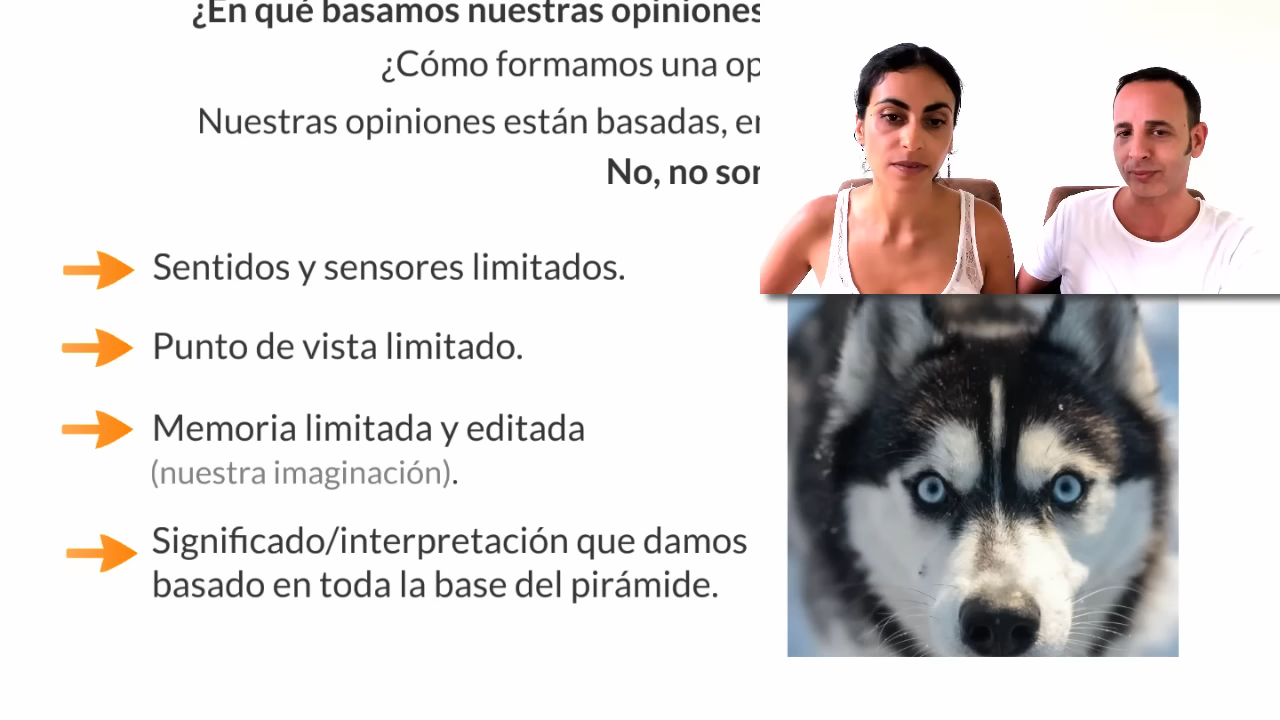 ¿En qué basamos nuestras opiniones
¿Cómo formamos una op
Nuestras opiniones están basadas, en
No, no son
Sentidos y sensores limitados.
Punto de vista limitado.
Memoria limitada y editada
(nuestra imaginación).
Significado/interpretación que damos
basado en toda la base del pirámide.